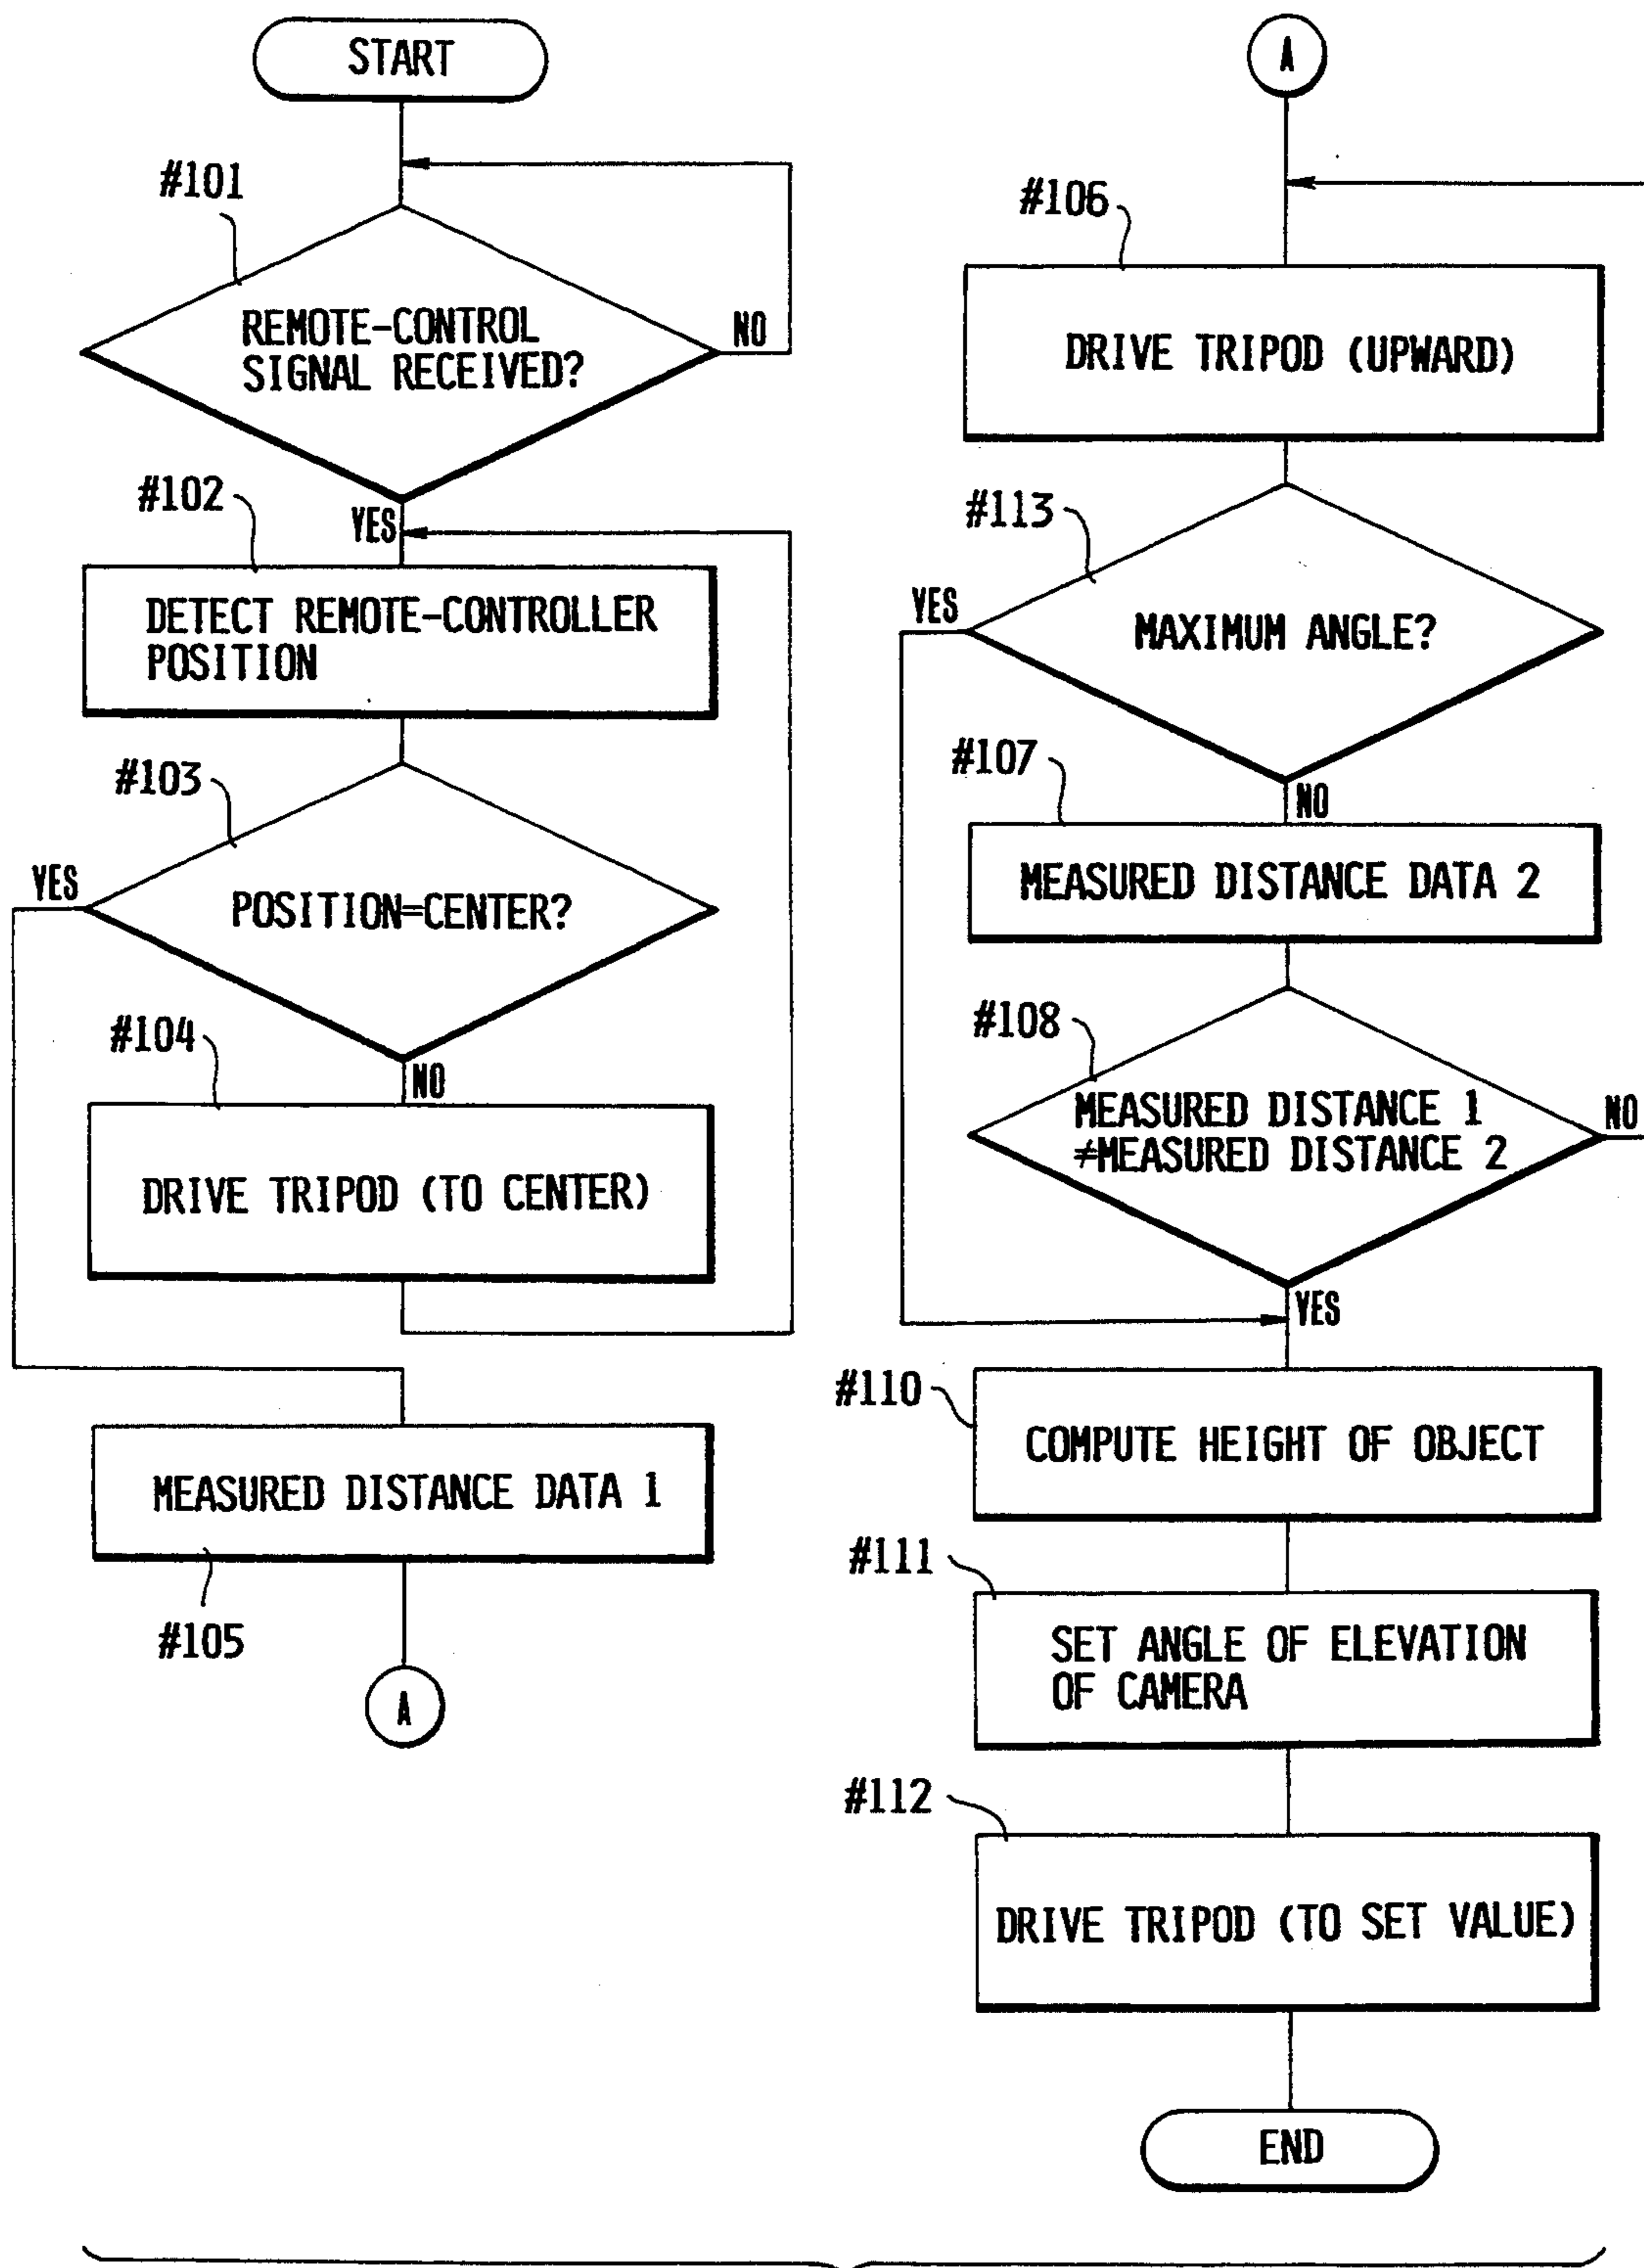 START
#101
REMOTE-CONTROL
SIGNAL RECEIVED?
NO
#102
YES
DETECT REMOTE-CONTROLLER
POSITION
#103
YES
POSITION=CENTER?
#104
NO
DRIVE TRIPOD (TO CENTER)
MEASURED DISTANCE DATA 1
#105
A
A
#106
DRIVE TRIPOD (UPWARD)
#113
YES
MAXIMUM ANGLE?
#107
NO
MEASURED DISTANCE DATA 2
#108
MEASURED DISTANCE 1
≠MEASURED DISTANCE 2
NO
YES
#110
COMPUTE HEIGHT OF OBJECT
#111
SET ANGLE OF ELEVATION
OF CAMERA
#112
DRIVE TRIPOD (TO SET VALUE)
END